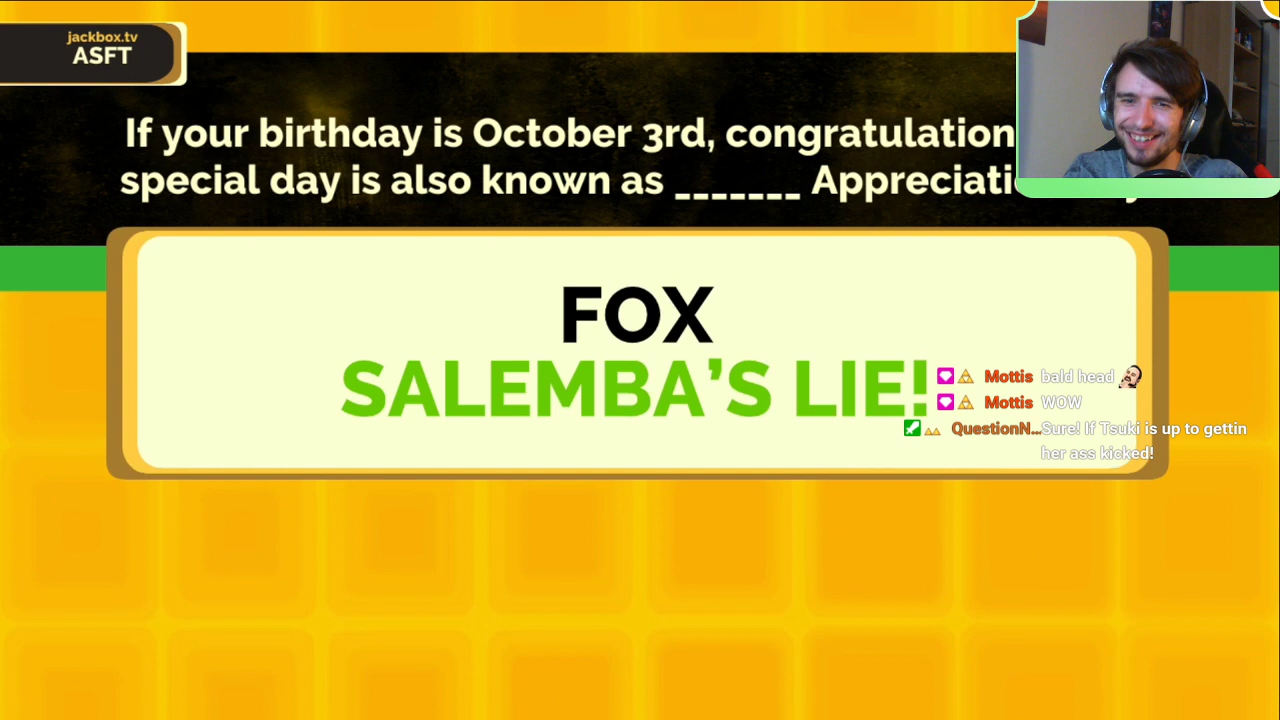 jackbox.tv
ASFT
If your birthday is October 3rd, congratulation
special day is also known as _______ Appreciati
FOX
SALEMBA'S LIE!
Mottis bald head
Mottis WOW
QuestionN... Sure! If Tsuki is up to gettin
her ass kicked!